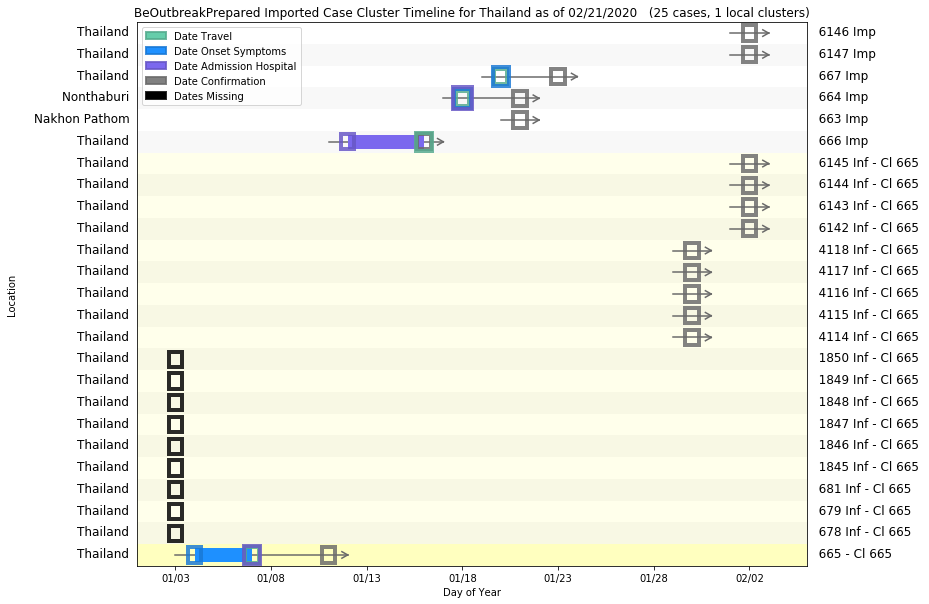 BeOutbreakPrepared Imported Case Cluster Timeline for Thailand as of 02/21/2020   (25 cases, 1 local clusters)
Date Travel
Date Onset Symptoms
Date Admission Hospital
Date Confirmation
Dates Missing
Location
Thailand 6146 Imp
Thailand 6147 Imp
Thailand 667 Imp
Nonthaburi 664 Imp
Nakhon Pathom 663 Imp
Thailand 666 Imp
Thailand 6145 Inf - Cl 665
Thailand 6144 Inf - Cl 665
Thailand 6143 Inf - Cl 665
Thailand 6142 Inf - Cl 665
Thailand 4118 Inf - Cl 665
Thailand 4117 Inf - Cl 665
Thailand 4116 Inf - Cl 665
Thailand 4115 Inf - Cl 665
Thailand 4114 Inf - Cl 665
Thailand 1850 Inf - Cl 665
Thailand 1849 Inf - Cl 665
Thailand 1848 Inf - Cl 665
Thailand 1847 Inf - Cl 665
Thailand 1846 Inf - Cl 665
Thailand 1845 Inf - Cl 665
Thailand 681 Inf - Cl 665
Thailand 679 Inf - Cl 665
Thailand 678 Inf - Cl 665
Thailand 665 - Cl 665
01/03 01/08 01/13 01/18 01/23 01/28 02/02
Day of Year